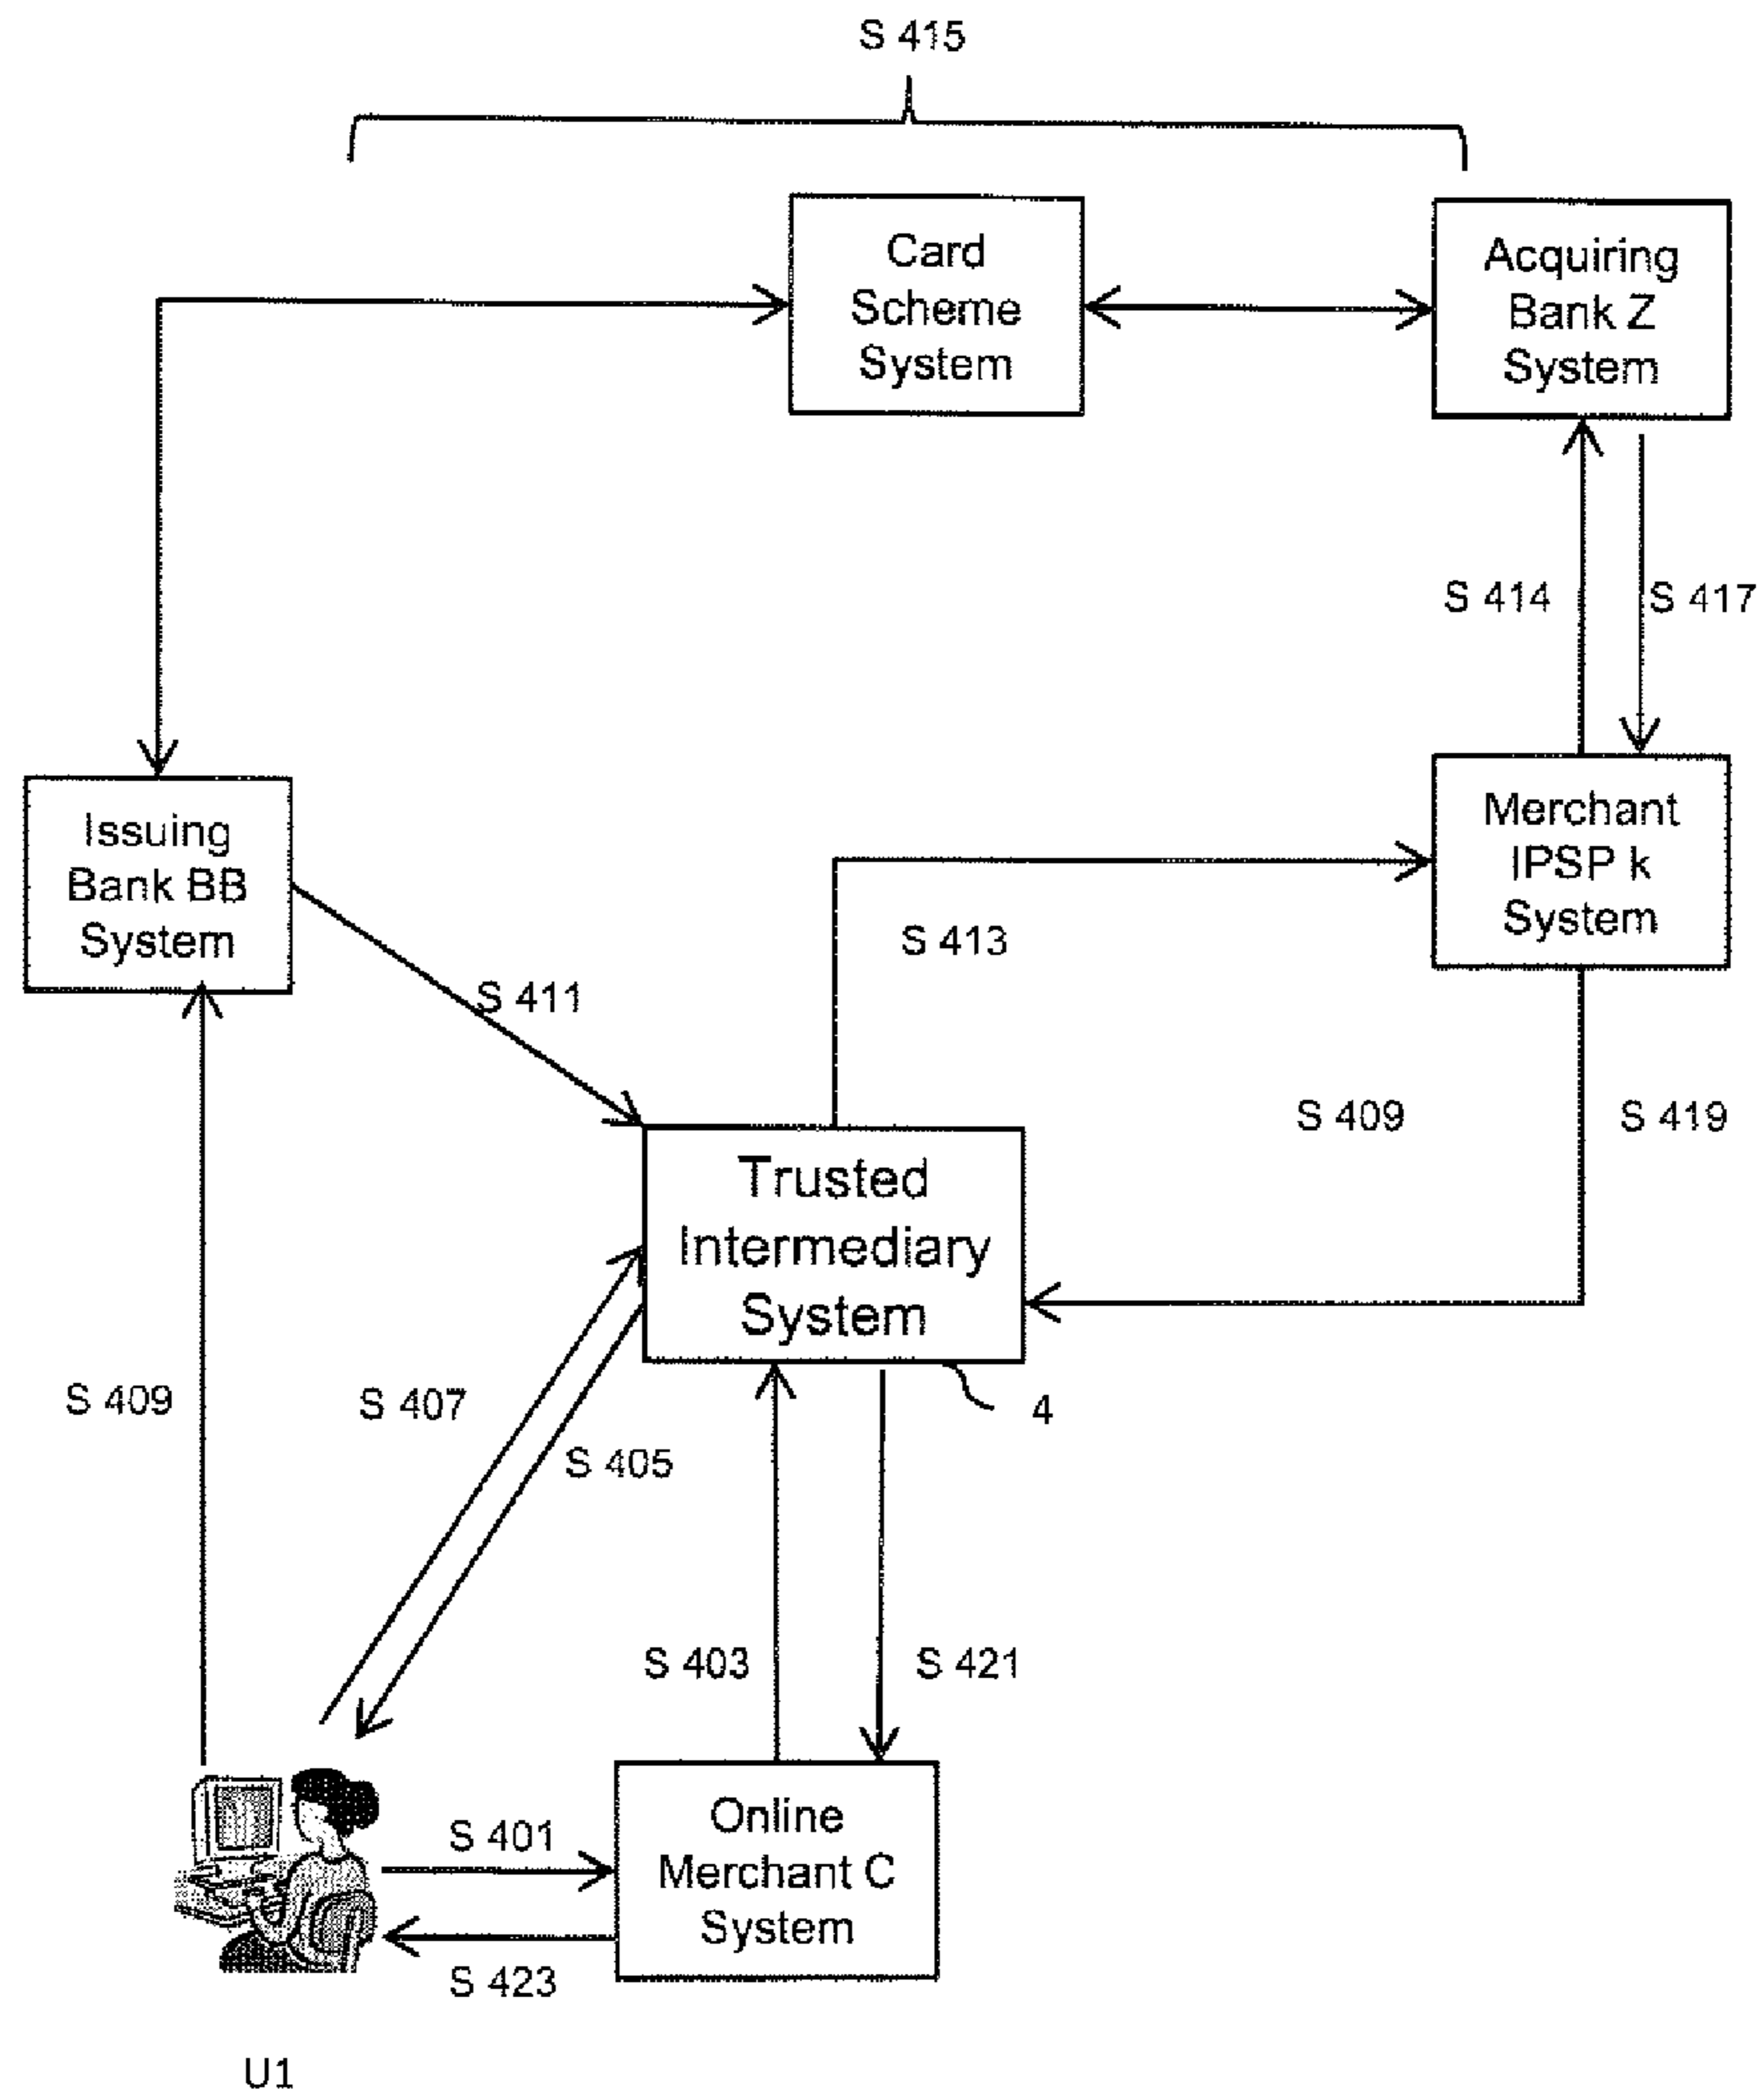 S 415
Card
Scheme
System
Acquiring
Bank Z
System
S 414
S 417
Issuing
Bank BB
System
Merchant
IPSP k
System
S 413
S 411
S 409
S 419
Trusted
Intermediary
System
4
S 409
S 407
S 405
S 403
S 421
S 401
Online
Merchant C
System
S 423
U1